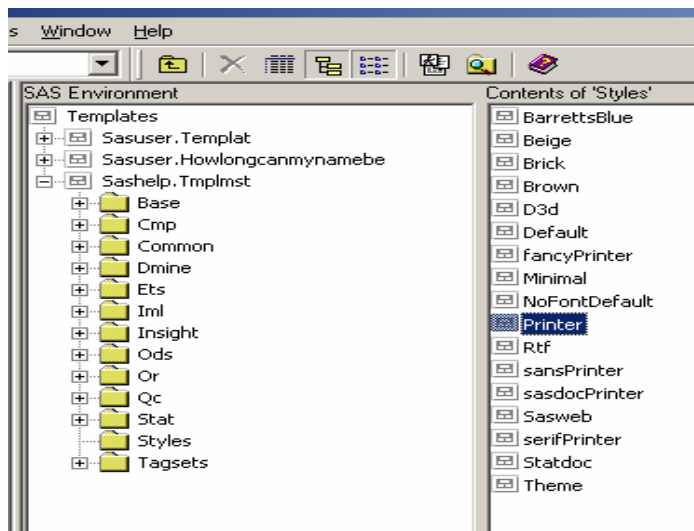 s Window Help
SAS Environment
Templates
Sasuser.Templat
Sasuser.Howlongcanmynamebe
Sashelp.Tmplmst
Base
Cmp
Common
Dmine
Ets
Iml
Insight
Ods
Or
Qc
Stat
Styles
Tagsets
Contents of 'Styles'
BarrettsBlue
Beige
Brick
Brown
D3d
Default
fancyPrinter
Minimal
NoFontDefault
Printer
Rtf
sansPrinter
sasdocPrinter
Sasweb
serifPrinter
Statdoc
Theme